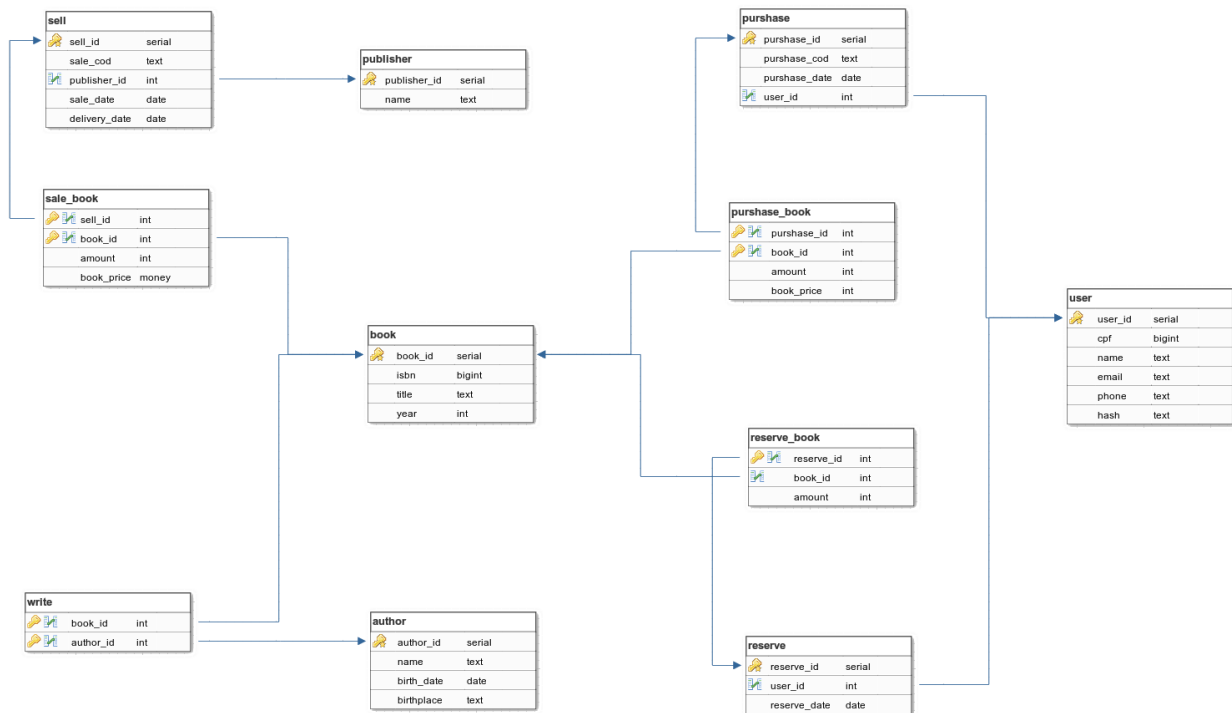 sell
sell_id serial
sale_cod text
publisher_id int
sale_date date
delivery_date date
publisher
publisher_id serial
name text
purshase
purshase_id serial
purshase_cod text
purshase_date date
user_id int
sale_book
sell_id int
book_id int
amount int
book_price money
purshase_book
purshase_id int
book_id int
amount int
book_price int
user
user_id serial
cpf bigint
name text
email text
phone text
hash text
book
book_id serial
isbn bigint
title text
year int
reserve_book
reserve_id int
book_id int
amount int
write
book_id int
author_id int
author
author_id serial
name text
birth_date date
birthplace text
reserve
reserve_id serial
user_id int
reserve_date date